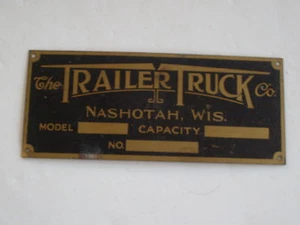 The TRAILER TRUCK Co.
NASHOTAH, WIS.
MODEL CAPACITY
NO.